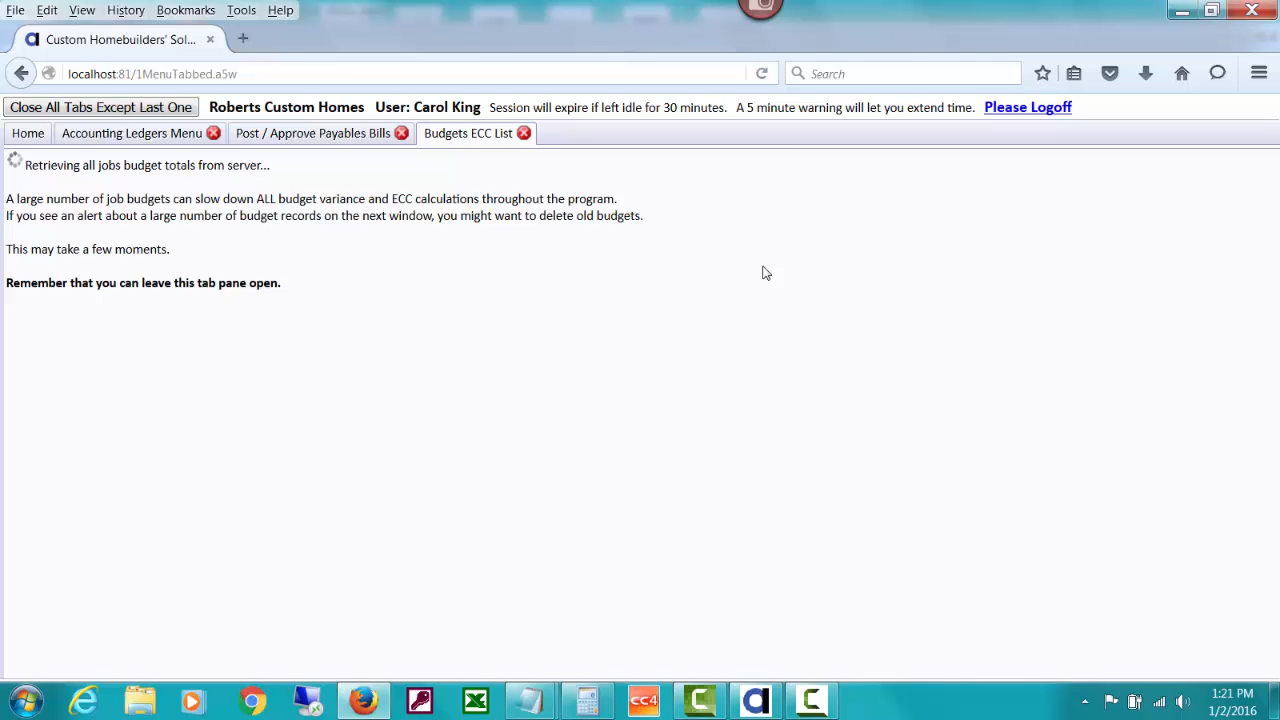 File Edit View History Bookmarks Tools Help
Custom Homebuilders' Sol...
localhost:81/1MenuTabbed.a5w
Search
Close All Tabs Except Last One Roberts Custom Homes User: Carol King Session will expire if left idle for 30 minutes. A 5 minute warning will let you extend time. Please Logoff
Home Accounting Ledgers Menu Post / Approve Payables Bills Budgets ECC List
Retrieving all jobs budget totals from server...
A large number of job budgets can slow down ALL budget variance and ECC calculations throughout the program.
If you see an alert about a large number of budget records on the next window, you might want to delete old budgets.
This may take a few moments.
Remember that you can leave this tab pane open.
CC4
1:21 PM
1/2/2016